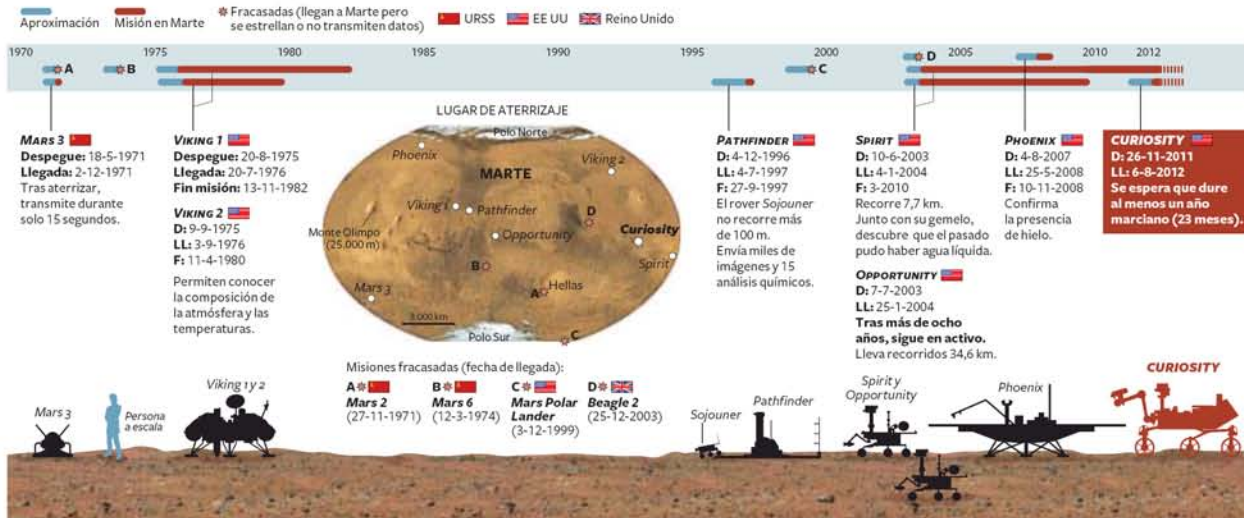 Aproximación
Misión en Marte
Fracasadas (llegan a Marte pero
se estrellan o no transmiten datos)
URSS
EE UU
Reino Unido
1970
1975
1980
1985
1990
1995
2000
2005
2010
2012
A
B
C
D
MARS 3
Despegue: 18-5-1971
Llegada: 2-12-1971
Tras aterrizar,
transmite durante
solo 15 segundos.
VIKING 1
Despegue: 20-8-1975
Llegada: 20-7-1976
Fin misión: 13-11-1982
VIKING 2
D: 9-9-1975
LL: 3-9-1976
F: 11-4-1980
Permiten conocer
la composición de
la atmósfera y las
temperaturas.
LUGAR DE ATERRIZAJE
Polo Norte
Phoenix
Viking 2
MARTE
Viking 1
Pathfinder
D
Monte Olimpo
(25.000 m)
Opportunity
Curiosity
Spirit
B
Mars 3
A
Hellas
3.000 km
Polo Sur
C
PATHFINDER
D: 4-12-1996
LL: 4-7-1997
F: 27-9-1997
El rover Sojouner
no recorre más
de 100 m.
Envía miles de
imágenes y 15
análisis químicos.
SPIRIT
D: 10-6-2003
LL: 4-1-2004
F: 3-2010
Recorre 7,7 km.
Junto con su gemelo,
descubre que el pasado
pudo haber agua líquida.
OPPORTUNITY
D: 7-7-2003
LL: 25-1-2004
Tras más de ocho
años, sigue en activo.
Lleva recorridos 34,6 km.
PHOENIX
D: 4-8-2007
LL: 25-5-2008
F: 10-11-2008
Confirma
la presencia
de hielo.
CURIOSITY
D: 26-11-2011
LL: 6-8-2012
Se espera que dure
al menos un año
marciano (23 meses).
Misiones fracasadas (fecha de llegada):
A
Mars 2
(27-11-1971)
B
Mars 6
(12-3-1974)
C
Mars Polar
Lander
(3-12-1999)
D
Beagle 2
(25-12-2003)
Mars 3
Persona
a escala
Viking 1 y 2
Sojouner
Pathfinder
Spirit y
Opportunity
Phoenix
CURIOSITY